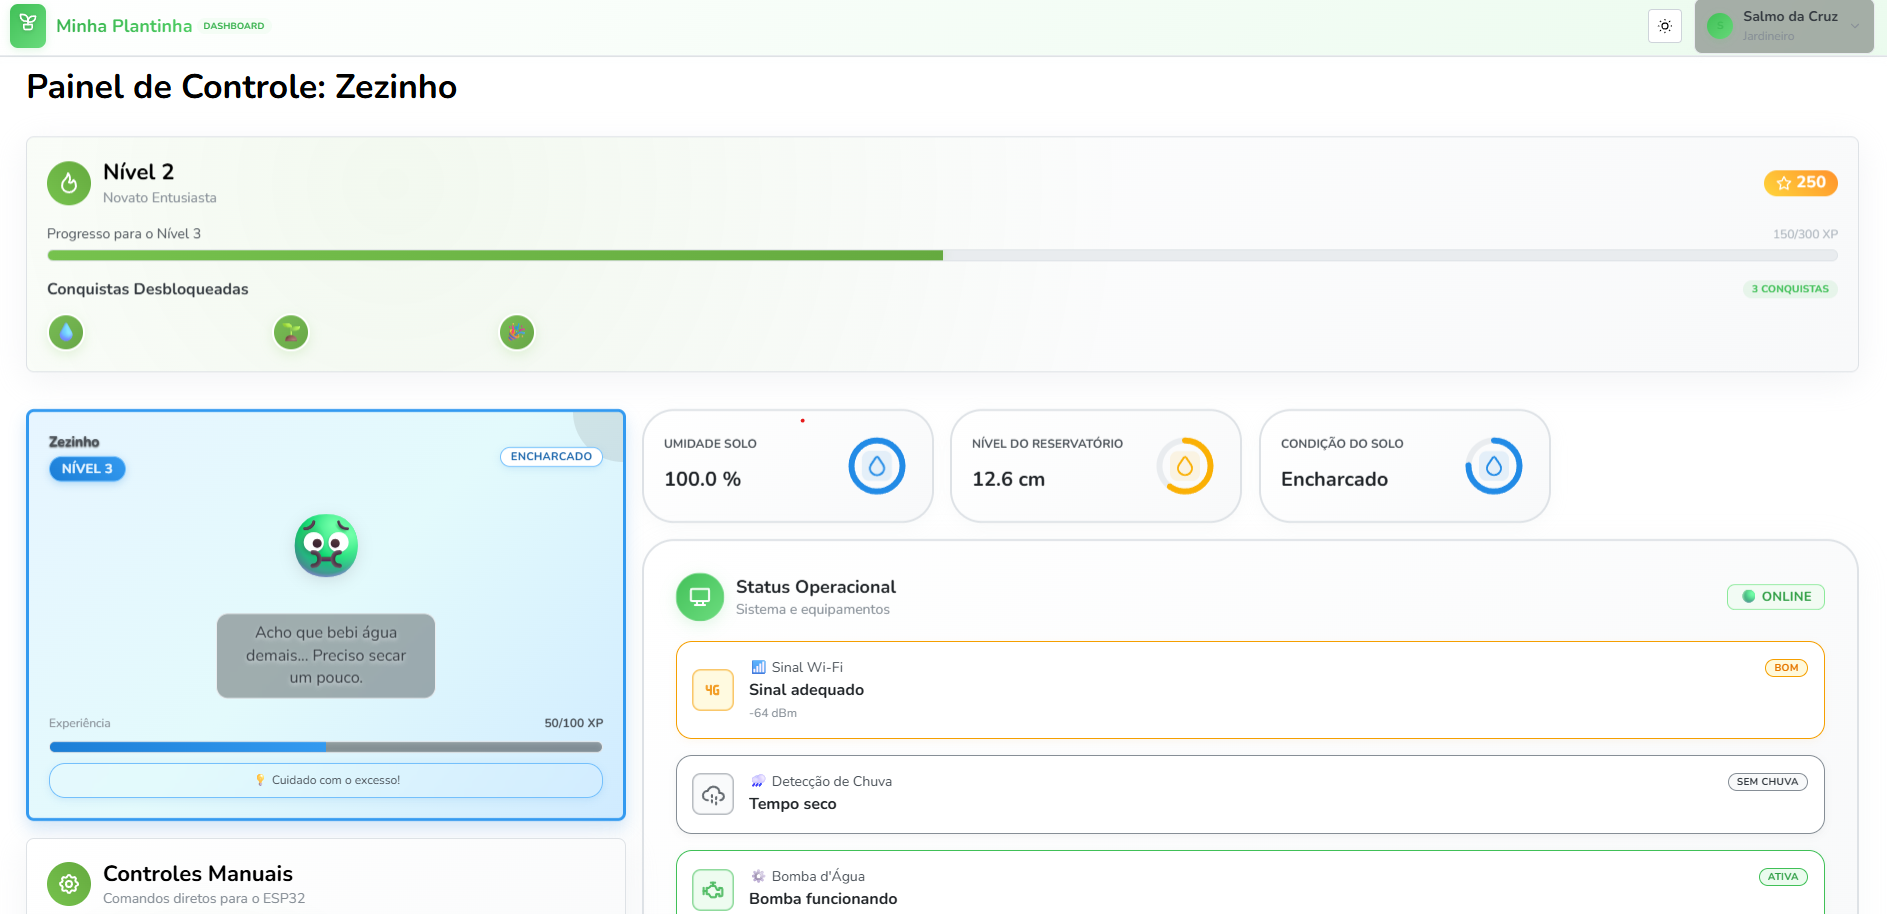 Minha Plantinha DASHBOARD
S
Salmo da Cruz
Jardineiro
Painel de Controle: Zezinho
Nível 2
Novato Entusiasta
250
Progresso para o Nível 3
150/300 XP
Conquistas Desbloqueadas
3 CONQUISTAS
Zezinho
NÍVEL 3
ENCHARCADO
Acho que bebi água
demais... Preciso secar
um pouco.
Experiência
50/100 XP
Cuidado com o excesso!
Controles Manuais
Comandos diretos para o ESP32
UMIDADE SOLO
100.0 %
NÍVEL DO RESERVATÓRIO
12.6 cm
CONDIÇÃO DO SOLO
Encharcado
Status Operacional
Sistema e equipamentos
ONLINE
4G
Sinal Wi-Fi
Sinal adequado
-64 dBm
BOM
Detecção de Chuva
Tempo seco
SEM CHUVA
Bomba d'Água
Bomba funcionando
ATIVA